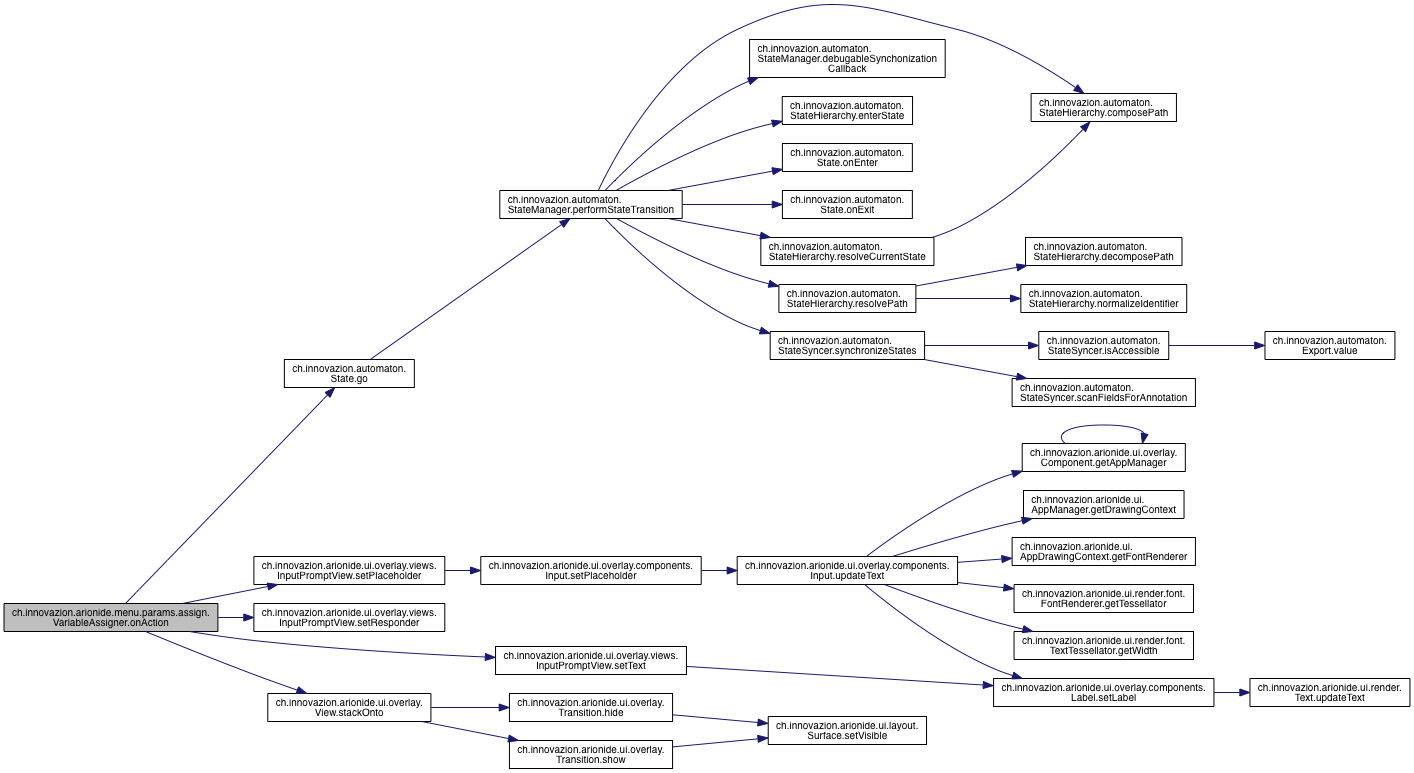 ch.innovazion.automaton.
StateManager.debugableSynchonization
Callback
ch.innovazion.automaton.
StateHierarchy.composePath
ch.innovazion.automaton.
StateHierarchy.enterState
ch.innovazion.automaton.
State.onEnter
ch.innovazion.automaton.
StateManager.performStateTransition
ch.innovazion.automaton.
State.onExit
ch.innovazion.automaton.
StateHierarchy.resolveCurrentState
ch.innovazion.automaton.
StateHierarchy.decomposePath
ch.innovazion.automaton.
StateHierarchy.resolvePath
ch.innovazion.automaton.
StateHierarchy.normalizeIdentifier
ch.innovazion.automaton.
StateSyncer.synchronizeStates
ch.innovazion.automaton.
StateSyncer.isAccessible
ch.innovazion.automaton.
Export.value
ch.innovazion.automaton.
State.go
ch.innovazion.automaton.
StateSyncer.scanFieldsForAnnotation
ch.innovazion.arionide.ui.overlay.
Component.getAppManager
ch.innovazion.arionide.ui.
AppManager.getDrawingContext
ch.innovazion.arionide.ui.
AppDrawingContext.getFontRenderer
ch.innovazion.arionide.ui.overlay.views.
InputPromptView.setPlaceholder
ch.innovazion.arionide.ui.overlay.components.
Input.setPlaceholder
ch.innovazion.arionide.ui.overlay.components.
Input.updateText
ch.innovazion.arionide.ui.render.font.
FontRenderer.getTessellator
ch.innovazion.arionide.menu.params.assign.
VariableAssigner.onAction
ch.innovazion.arionide.ui.overlay.views.
InputPromptView.setResponder
ch.innovazion.arionide.ui.render.font.
TextTessellator.getWidth
ch.innovazion.arionide.ui.overlay.views.
InputPromptView.setText
ch.innovazion.arionide.ui.overlay.components.
Label.setLabel
ch.innovazion.arionide.ui.render.
Text.updateText
ch.innovazion.arionide.ui.overlay.
View.stackOnto
ch.innovazion.arionide.ui.overlay.
Transition.hide
ch.innovazion.arionide.ui.layout.
Surface.setVisible
ch.innovazion.arionide.ui.overlay.
Transition.show